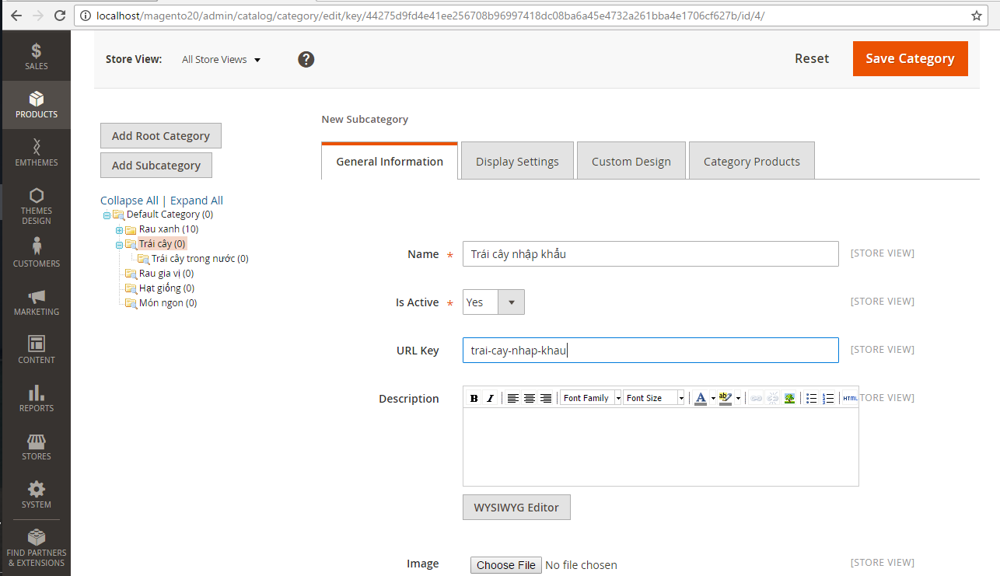 localhost/magento20/admin/catalog/category/edit/key/44275d9fd4e41ee256708b96997418dc08ba6a45e4732a261bba4e1706cf627b/id/4/
SALES
PRODUCTS
EMTHEMES
THEMES
DESIGN
CUSTOMERS
MARKETING
CONTENT
REPORTS
STORES
SYSTEM
FIND PARTNERS
& EXTENSIONS
Store View: All Store Views ?
Reset Save Category
Add Root Category
Add Subcategory
Collapse All | Expand All
Default Category (0)
Rau xanh (10)
Trái cây (0)
Trái cây trong nước (0)
Rau gia vị (0)
Hạt giống (0)
Món ngon (0)
New Subcategory
General Information Display Settings Custom Design Category Products
Name * Trái cây nhập khẩu [STORE VIEW]
Is Active * Yes [STORE VIEW]
URL Key trai-cay-nhap-khau [STORE VIEW]
Description B I Font Family Font Size A ab HTML TORE VIEW]
WYSIWYG Editor
Image Choose File No file chosen [STORE VIEW]